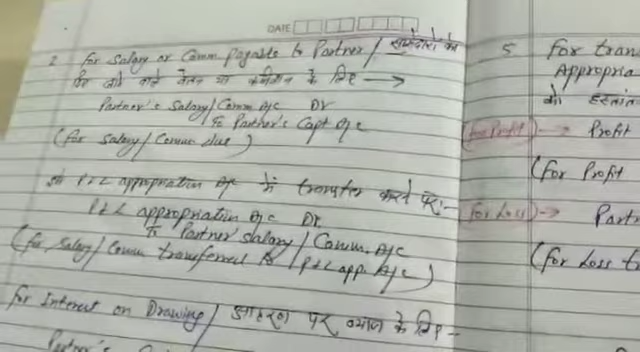 DATE
2 for Salary or Comm. Payable to Partner / साझेदारों को
दी जाने वाले वेतन या कमीशन के लिए →
Partner's Salary/Comm A/c Dr
To Partner's Capt A/c
(for Salary/Comm due)
P+L appropriation A/c में transfer करने पर:-
P+L appropriation A/c Dr.
To Partner Salary/Comm. A/c
(for Salary/Comm transferred to P+L app. A/c)
for Interest on Drawing/ आहरण पर ब्याज के लिए -
Partner's
5 for tran
Appropria
को हस्तांत
for Profit → Profit
(for Profit
for Loss → Partn
(for Loss t